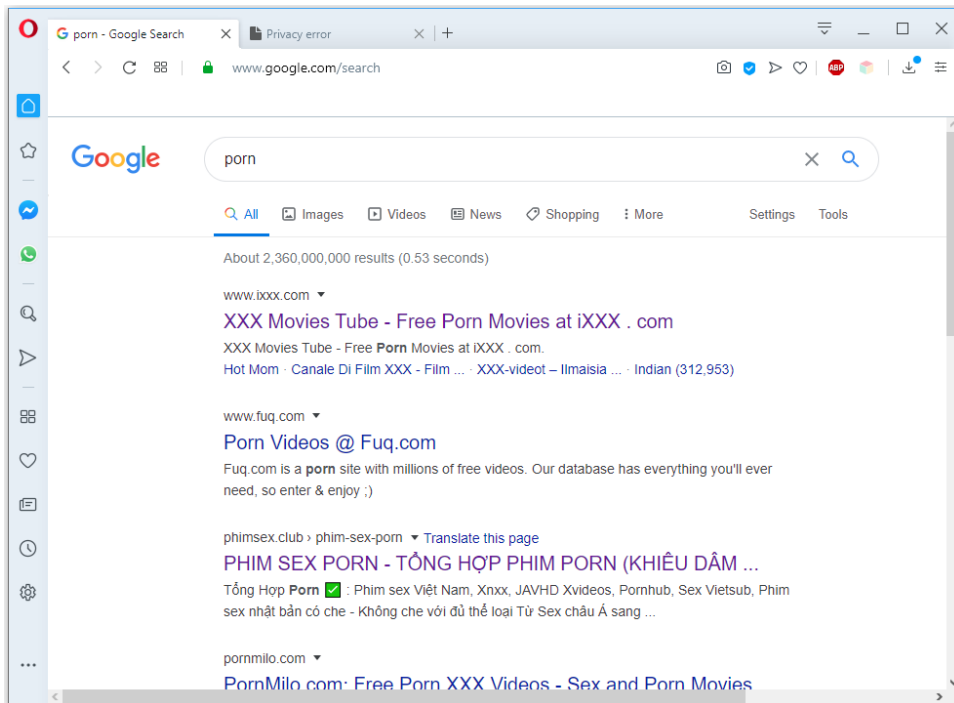 porn - Google Search
Privacy error
www.google.com/search
ABP
Google
porn
All Images Videos News Shopping More Settings Tools
About 2,360,000,000 results (0.53 seconds)
www.ixxx.com
XXX Movies Tube - Free Porn Movies at iXXX . com
XXX Movies Tube - Free Porn Movies at iXXX . com.
Hot Mom · Canale Di Film XXX - Film ... · XXX-videot – Ilmaisia ... · Indian (312,953)
www.fuq.com
Porn Videos @ Fuq.com
Fuq.com is a porn site with millions of free videos. Our database has everything you'll ever
need, so enter & enjoy ;)
phimsex.club › phim-sex-porn Translate this page
PHIM SEX PORN - TỔNG HỢP PHIM PORN (KHIÊU DÂM ...
Tổng Hợp Porn ✅ : Phim sex Việt Nam, Xnxx, JAVHD Xvideos, Pornhub, Sex Vietsub, Phim
sex nhật bản có che - Không che với đủ thể loại Từ Sex châu Á sang ...
pornmilo.com
PornMilo.com: Free Porn XXX Videos - Sex and Porn Movies